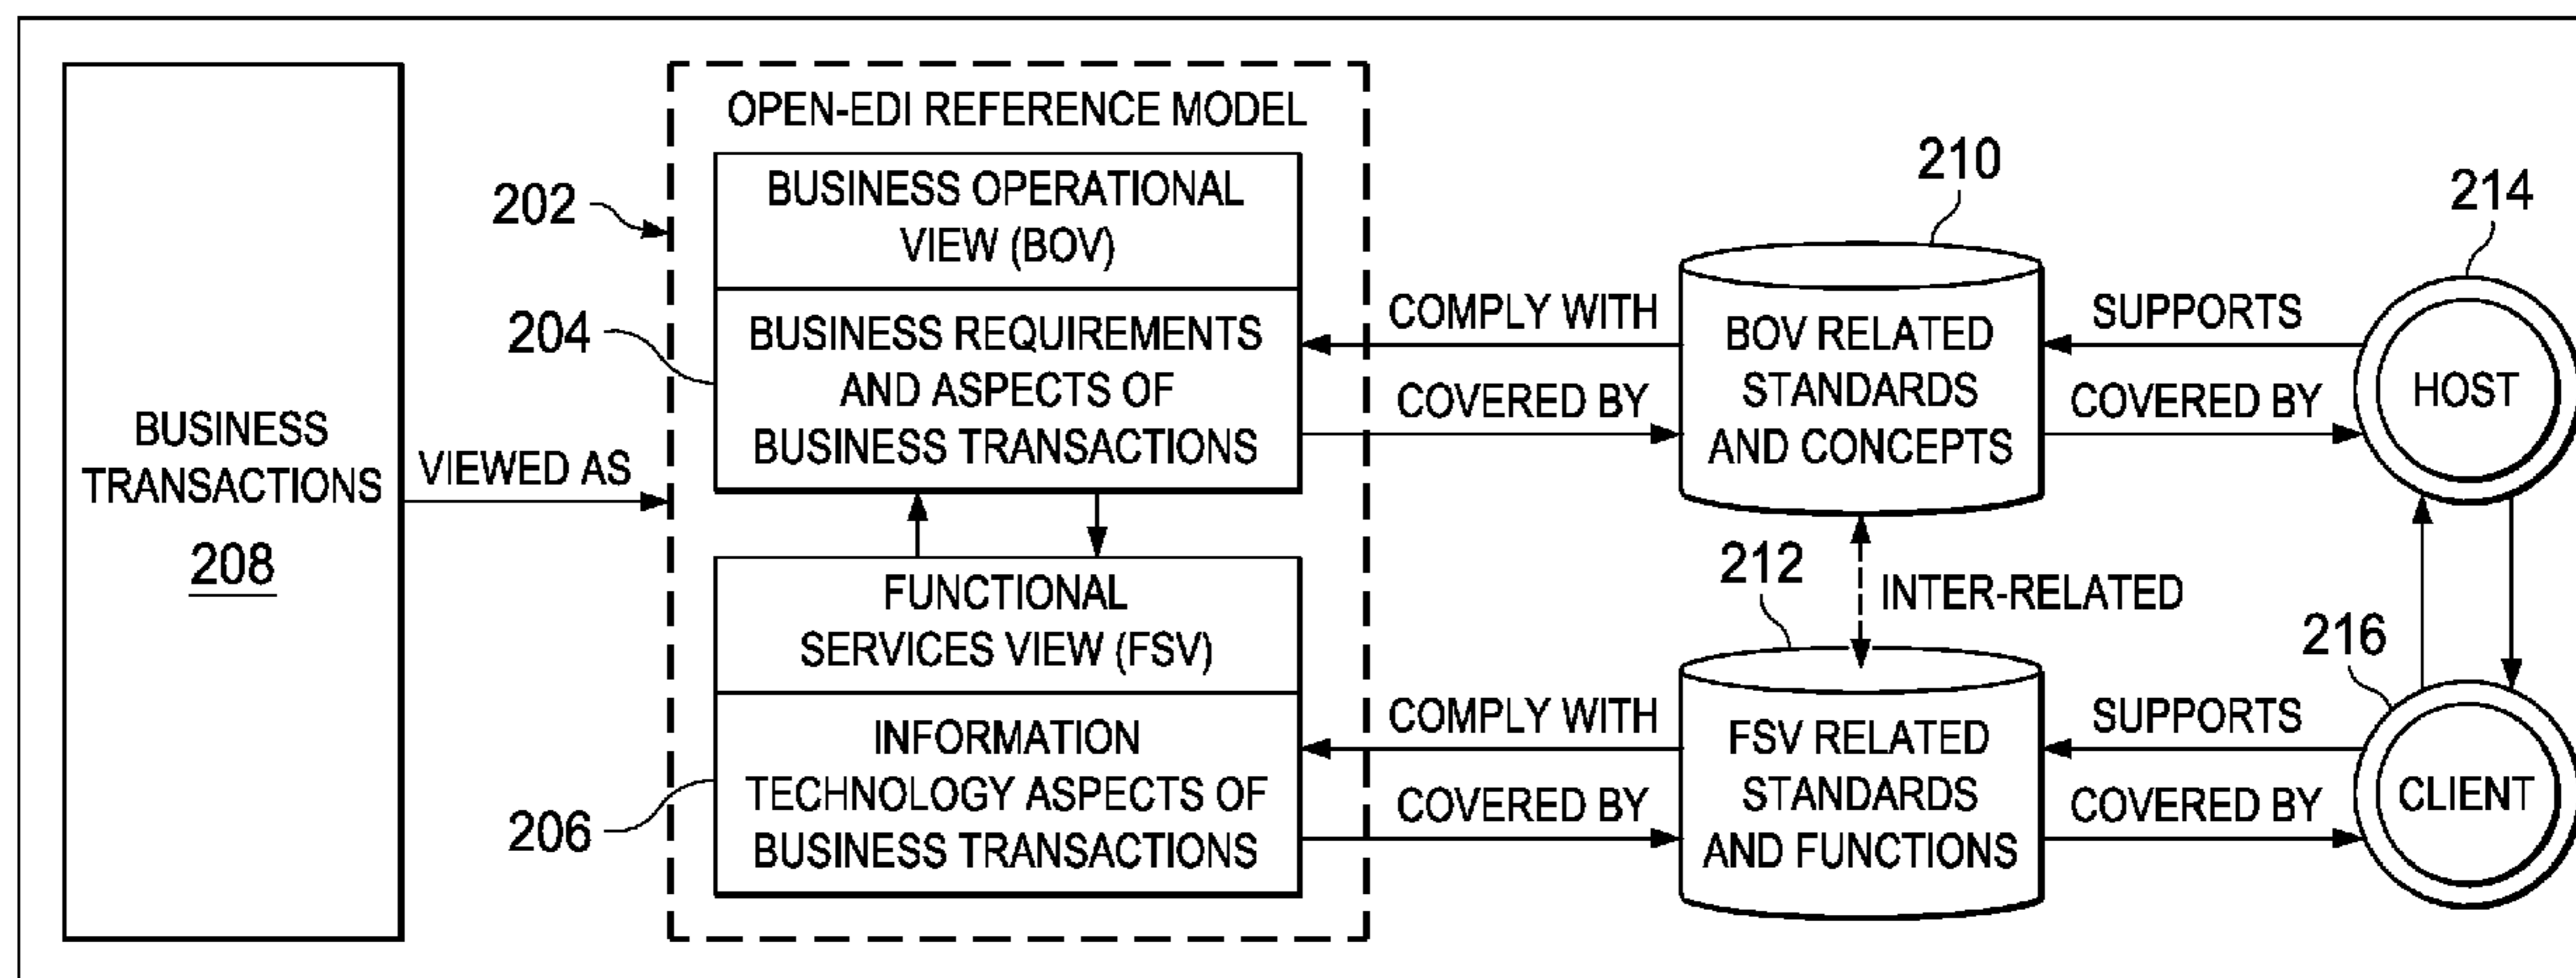 BUSINESS
TRANSACTIONS
208
VIEWED AS
202
204
206
OPEN-EDI REFERENCE MODEL
BUSINESS OPERATIONAL
VIEW (BOV)
BUSINESS REQUIREMENTS
AND ASPECTS OF
BUSINESS TRANSACTIONS
FUNCTIONAL
SERVICES VIEW (FSV)
INFORMATION
TECHNOLOGY ASPECTS OF
BUSINESS TRANSACTIONS
COMPLY WITH
COVERED BY
COMPLY WITH
COVERED BY
210
BOV RELATED
STANDARDS
AND CONCEPTS
INTER-RELATED
212
FSV RELATED
STANDARDS
AND FUNCTIONS
SUPPORTS
COVERED BY
SUPPORTS
COVERED BY
214
HOST
216
CLIENT